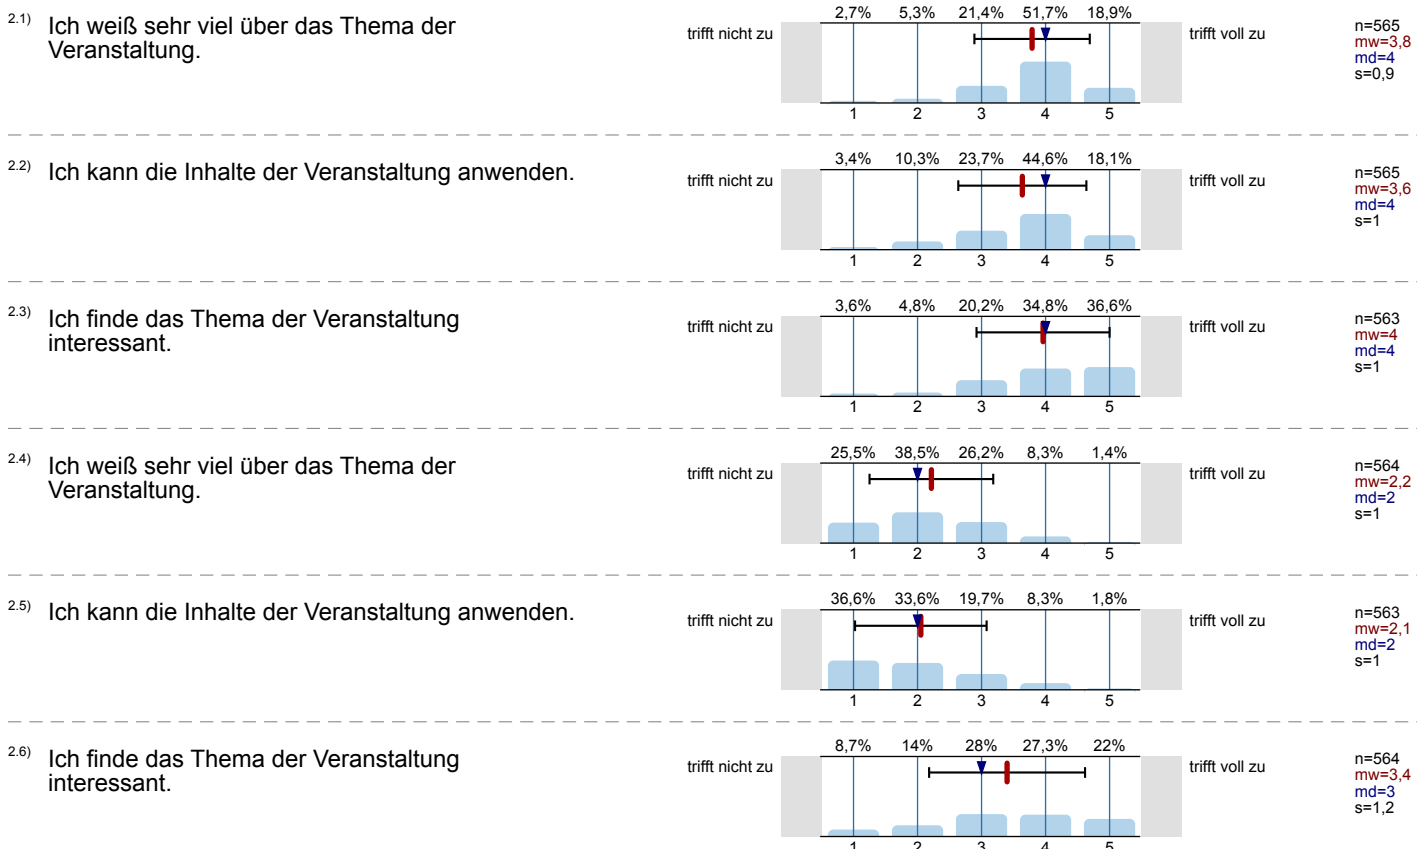 2.1) Ich weiß sehr viel über das Thema der
Veranstaltung.
trifft nicht zu
2,7% 5,3% 21,4% 51,7% 18,9%
1 2 3 4 5
trifft voll zu
n=565
mw=3,8
md=4
s=0,9
2.2) Ich kann die Inhalte der Veranstaltung anwenden.
trifft nicht zu
3,4% 10,3% 23,7% 44,6% 18,1%
1 2 3 4 5
trifft voll zu
n=565
mw=3,6
md=4
s=1
2.3) Ich finde das Thema der Veranstaltung
interessant.
trifft nicht zu
3,6% 4,8% 20,2% 34,8% 36,6%
1 2 3 4 5
trifft voll zu
n=563
mw=4
md=4
s=1
2.4) Ich weiß sehr viel über das Thema der
Veranstaltung.
trifft nicht zu
25,5% 38,5% 26,2% 8,3% 1,4%
1 2 3 4 5
trifft voll zu
n=564
mw=2,2
md=2
s=1
2.5) Ich kann die Inhalte der Veranstaltung anwenden.
trifft nicht zu
36,6% 33,6% 19,7% 8,3% 1,8%
1 2 3 4 5
trifft voll zu
n=563
mw=2,1
md=2
s=1
2.6) Ich finde das Thema der Veranstaltung
interessant.
trifft nicht zu
8,7% 14% 28% 27,3% 22%
1 2 3 4 5
trifft voll zu
n=564
mw=3,4
md=3
s=1,2